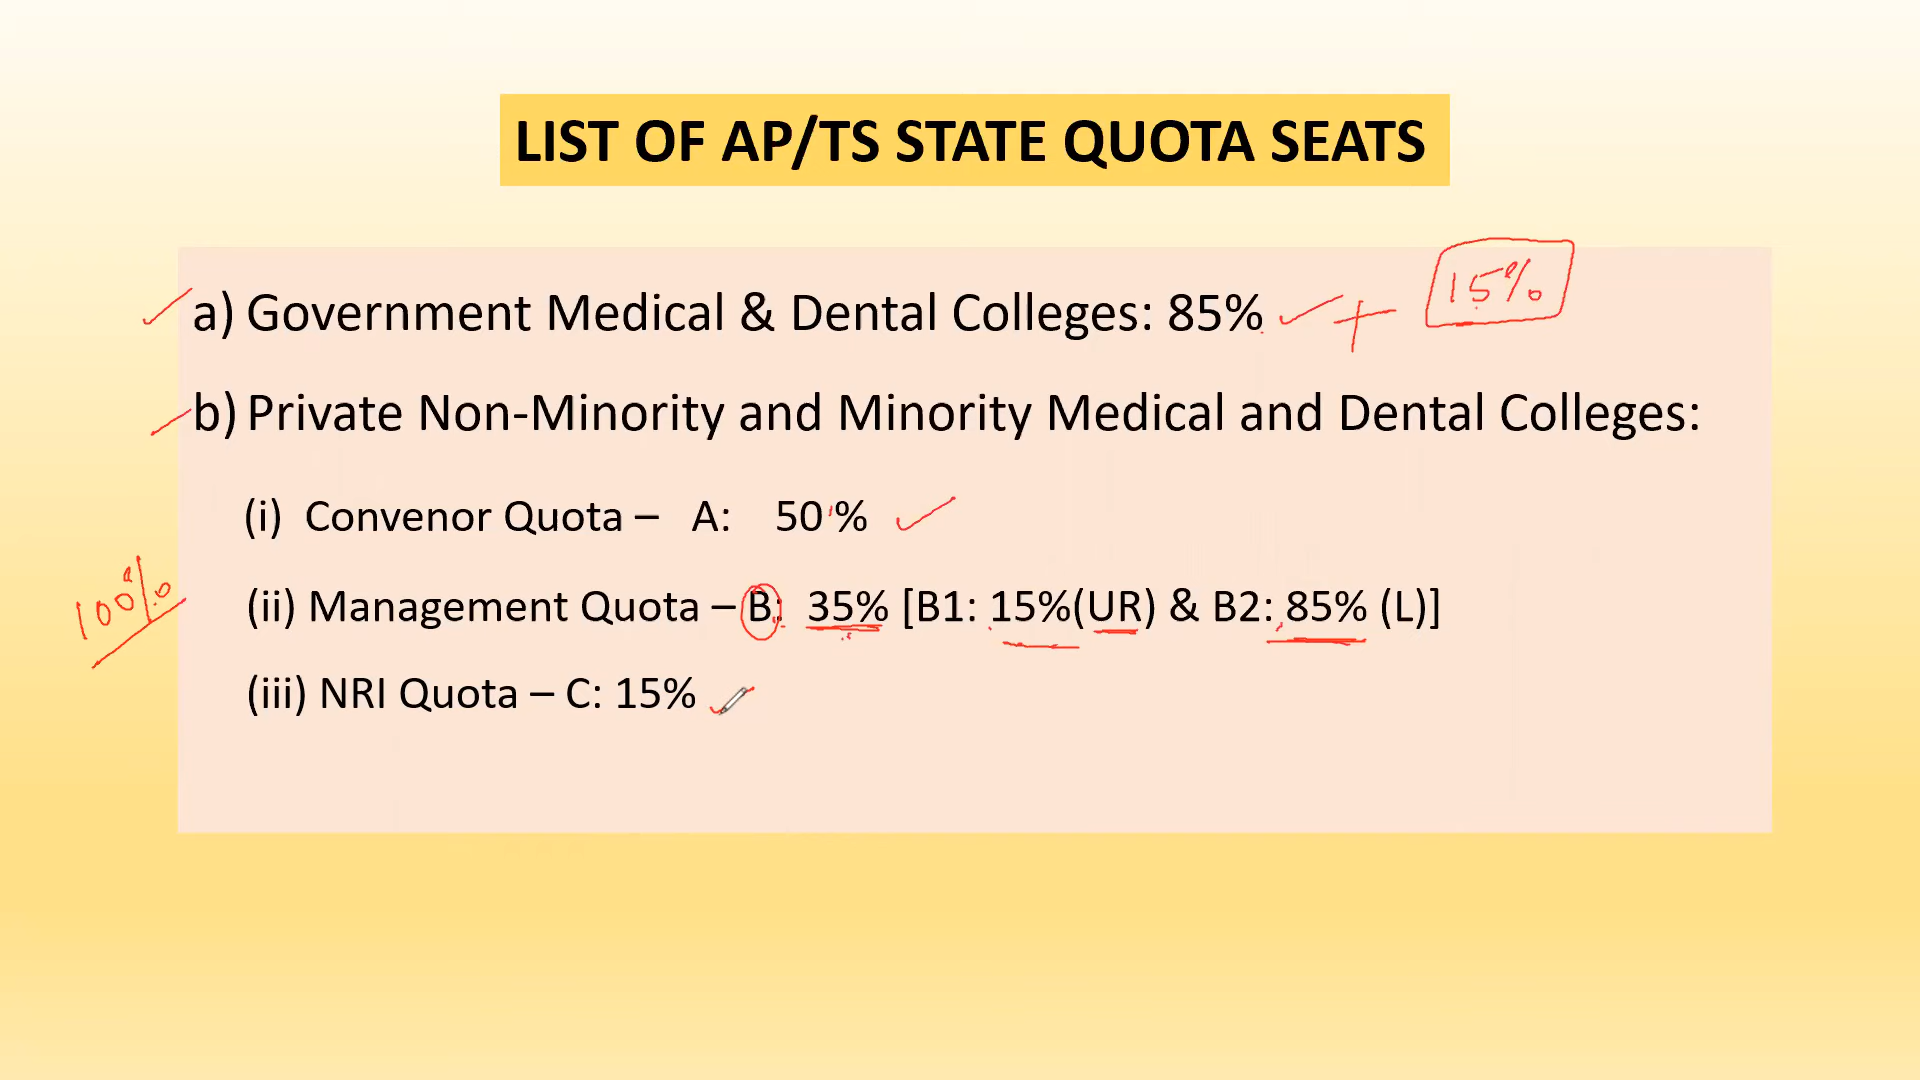 LIST OF AP/TS STATE QUOTA SEATS
a) Government Medical & Dental Colleges: 85% + 15%
b) Private Non-Minority and Minority Medical and Dental Colleges:
(i) Convenor Quota – A: 50 %
100%
(ii) Management Quota – B: 35% [B1: 15%(UR) & B2: 85% (L)]
(iii) NRI Quota – C: 15%